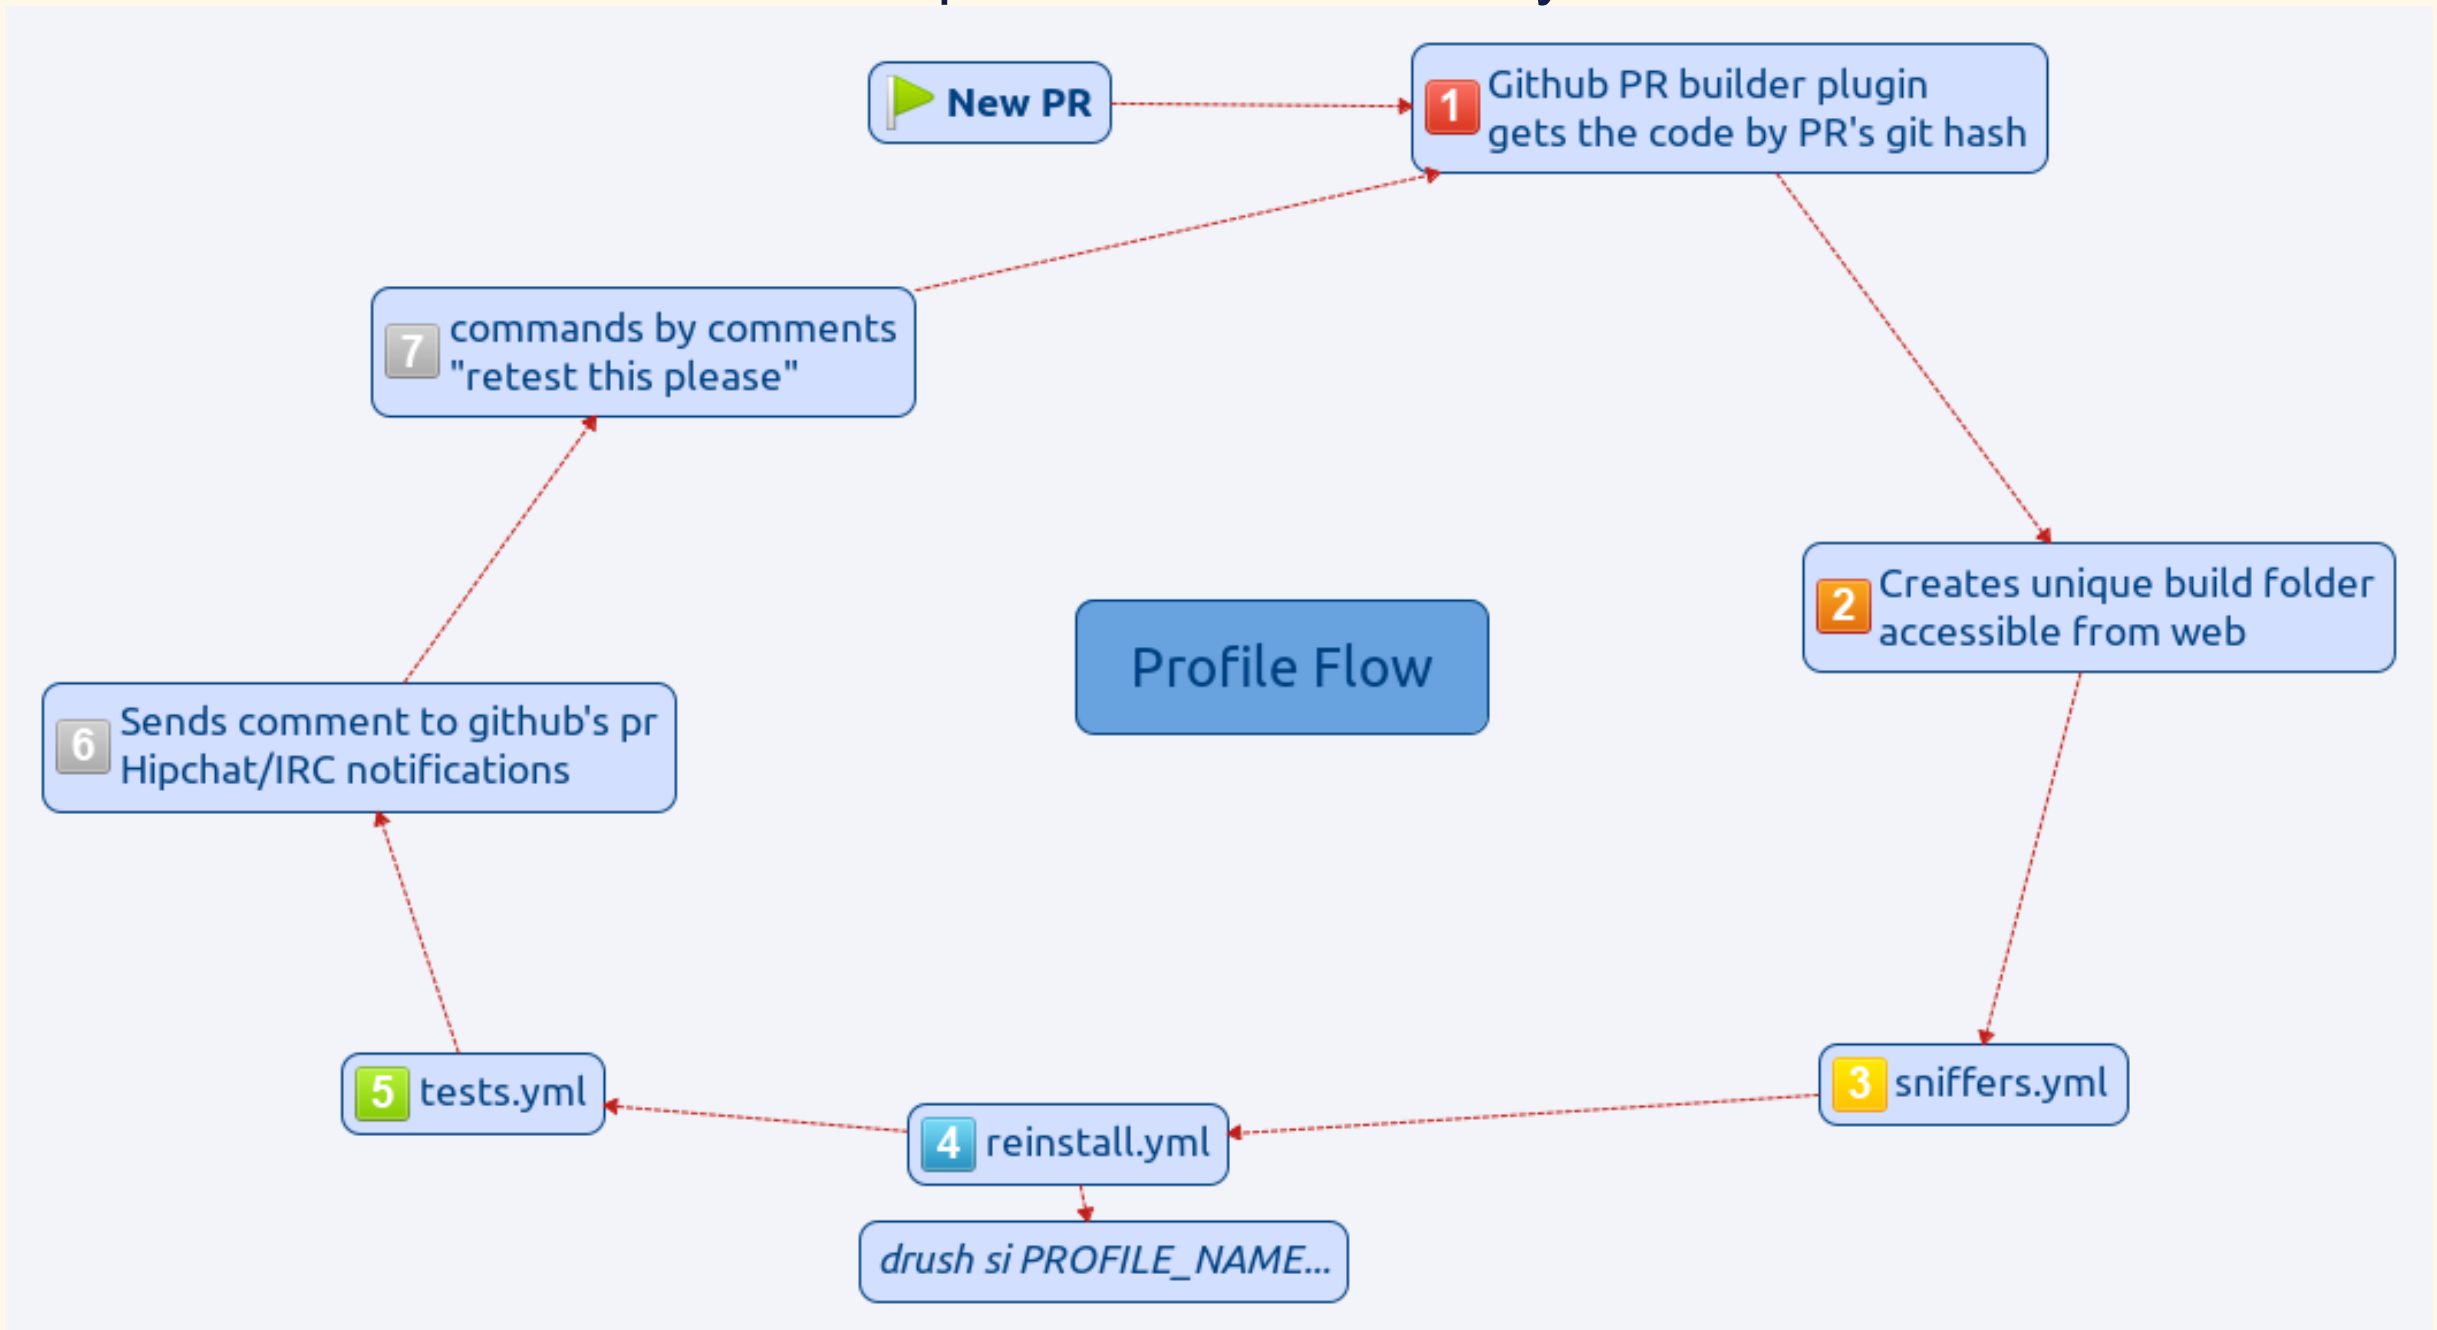 New PR
1
Github PR builder plugin
gets the code by PR's git hash
7
commands by comments
"retest this please"
2
Creates unique build folder
accessible from web
Profile Flow
6
Sends comment to github's pr
Hipchat/IRC notifications
3
sniffers.yml
5
tests.yml
4
reinstall.yml
drush si PROFILE_NAME...